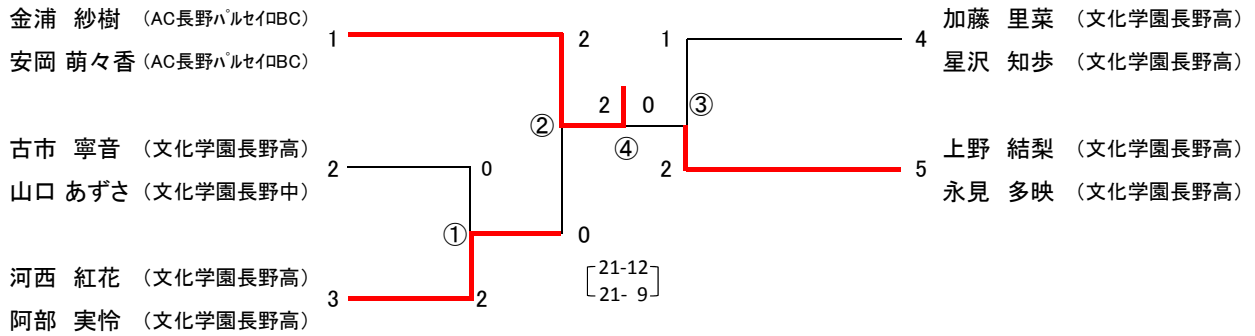 金浦 紗樹 (AC長野パルセイロBC)
1
安岡 萌々香 (AC長野パルセイロBC)
古市 寧音 (文化学園長野高)
2
山口 あずさ (文化学園長野中)
河西 紅花 (文化学園長野高)
3
阿部 実怜 (文化学園長野高)
2
②
0
①
2
0
2 0
④
21-12
21- 9
1
③
2
加藤 里菜 (文化学園長野高)
4
星沢 知歩 (文化学園長野高)
上野 結梨 (文化学園長野高)
5
永見 多映 (文化学園長野高)